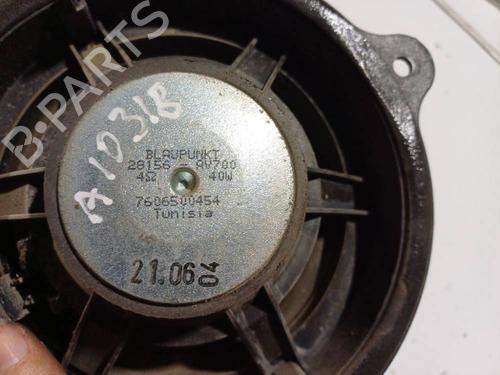 B-PARTS
A10318
BLAUPUNKT
28156 - AV700
4Ω 40W
7606500454
Tunisia
21.06 04